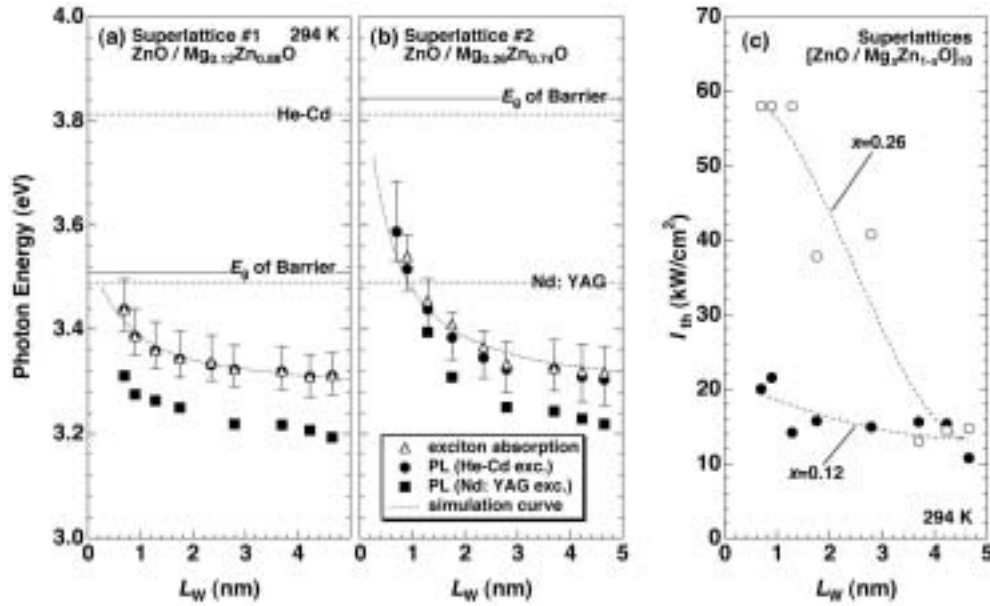 (a) Superlattice #1 294 K
ZnO / Mg0.12Zn0.88O
He-Cd
Eg of Barrier
4.0
3.8
3.6
3.4
3.2
3.0
Photon Energy (eV)
0 1 2 3 4
LW (nm)
(b) Superlattice #2
ZnO / Mg0.26Zn0.74O
Eg of Barrier
Nd: YAG
exciton absorption
PL (He-Cd exc.)
PL (Nd: YAG exc.)
simulation curve
0 1 2 3 4 5
LW (nm)
(c) Superlattices
[ZnO / MgxZn1-xO]10
x=0.26
x=0.12
294 K
70
60
50
40
30
20
10
0
Ith (kW/cm2)
0 1 2 3 4 5
LW (nm)